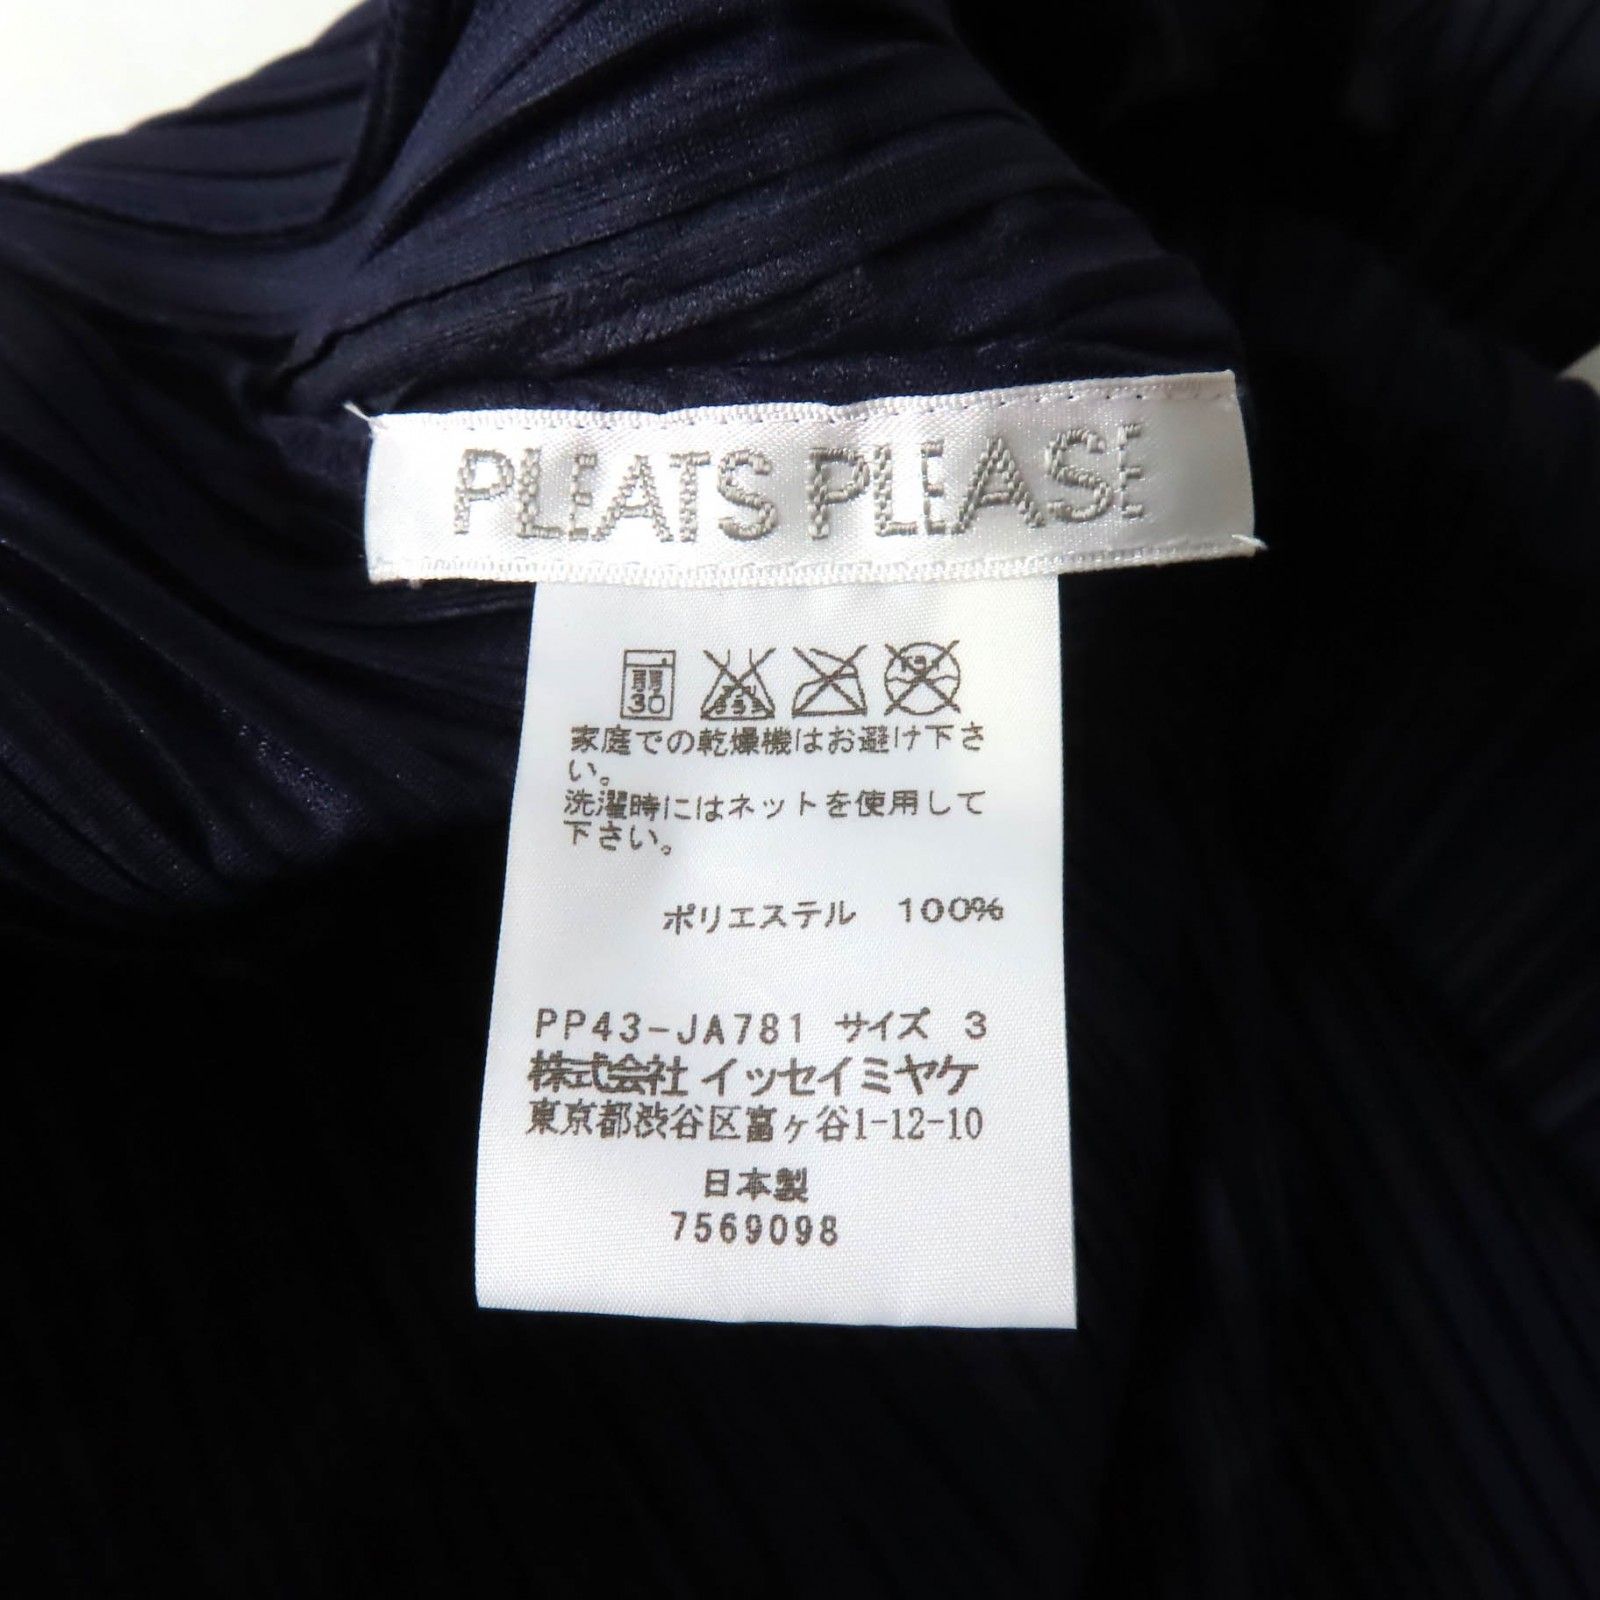 PLEATS PLEASE
弱
30
家庭での乾燥機はお避け下さ
い。
洗濯時にはネットを使用して
下さい。
ポリエステル 100%
PP43-JA781 サイズ 3
株式会社 イッセイミヤケ
東京都渋谷区富ヶ谷1-12-10
日本製
7569098